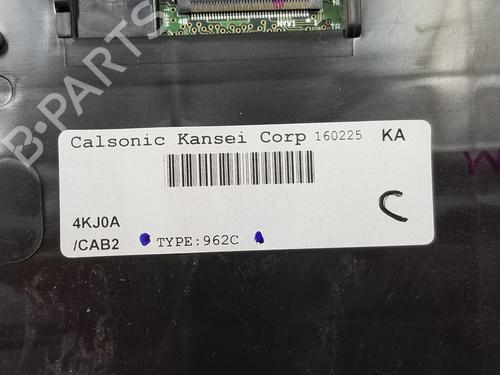 Calsonic Kansei Corp 160225 KA
C
4KJ0A
/CAB2 TYPE:962C
B-PARTS